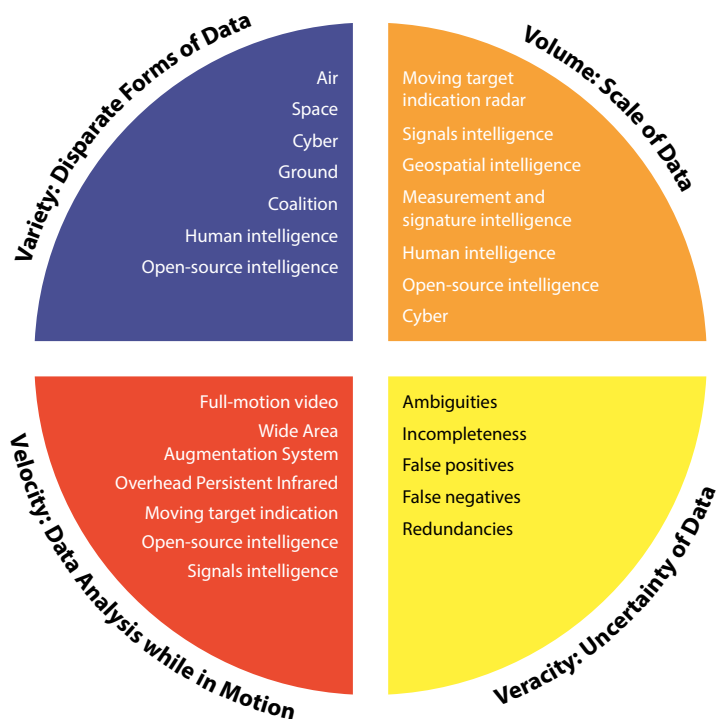 Variety: Disparate Forms of Data
Air
Space
Cyber
Ground
Coalition
Human intelligence
Open-source intelligence
Volume: Scale of Data
Moving target
indication radar
Signals intelligence
Geospatial intelligence
Measurement and
signature intelligence
Human intelligence
Open-source intelligence
Cyber
Velocity: Data Analysis while in Motion
Full-motion video
Wide Area
Augmentation System
Overhead Persistent Infrared
Moving target indication
Open-source intelligence
Signals intelligence
Veracity: Uncertainty of Data
Ambiguities
Incompleteness
False positives
False negatives
Redundancies